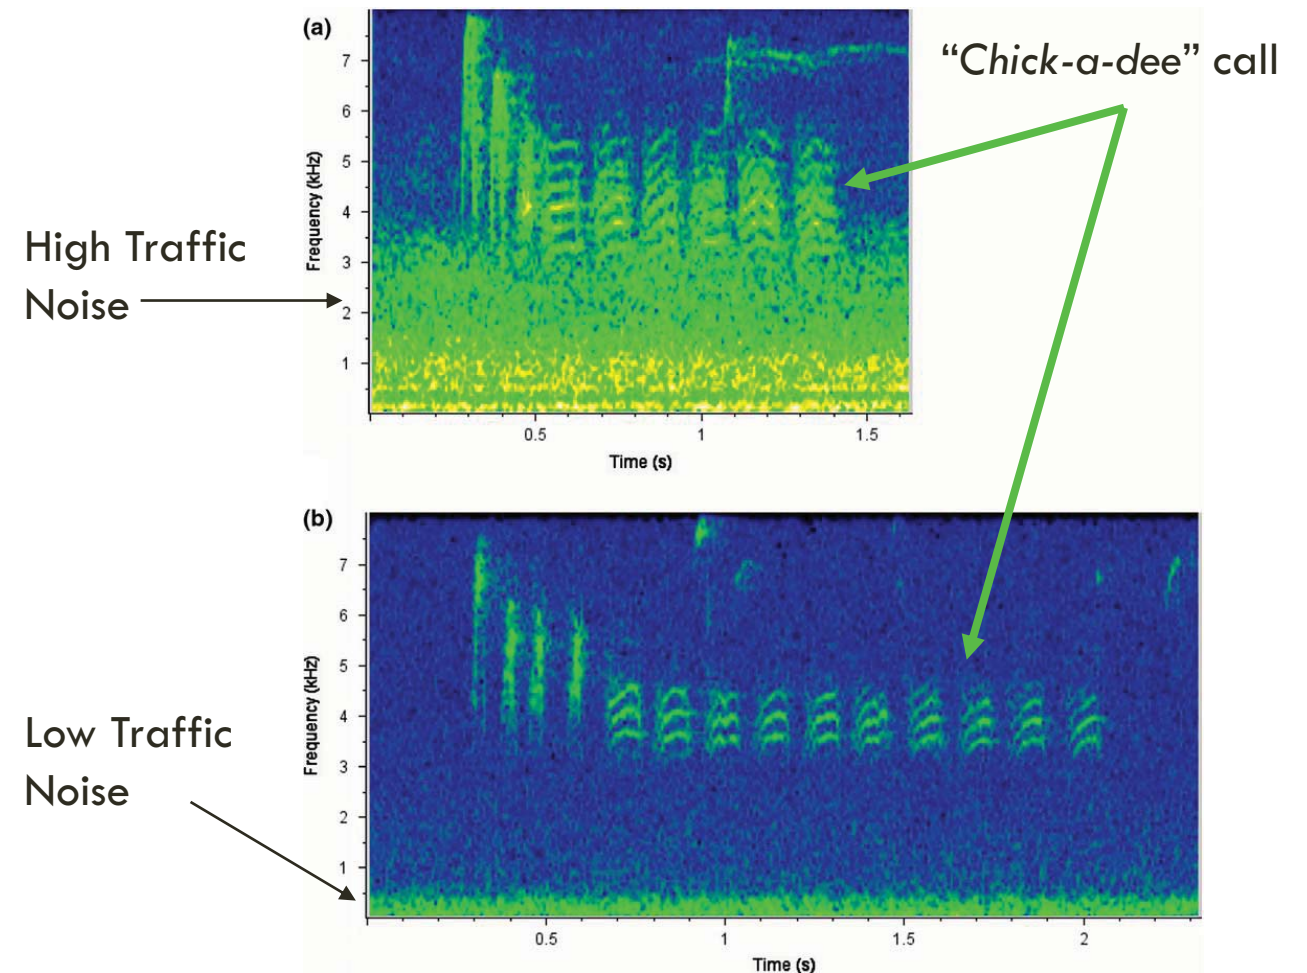 (a)
“Chick-a-dee” call
7
6
5
4
3
2
1
Frequency (kHz)
High Traffic
Noise
0.5
1
1.5
Time (s)
(b)
7
6
5
4
3
2
1
Frequency (kHz)
Low Traffic
Noise
0.5
1
1.5
2
Time (s)